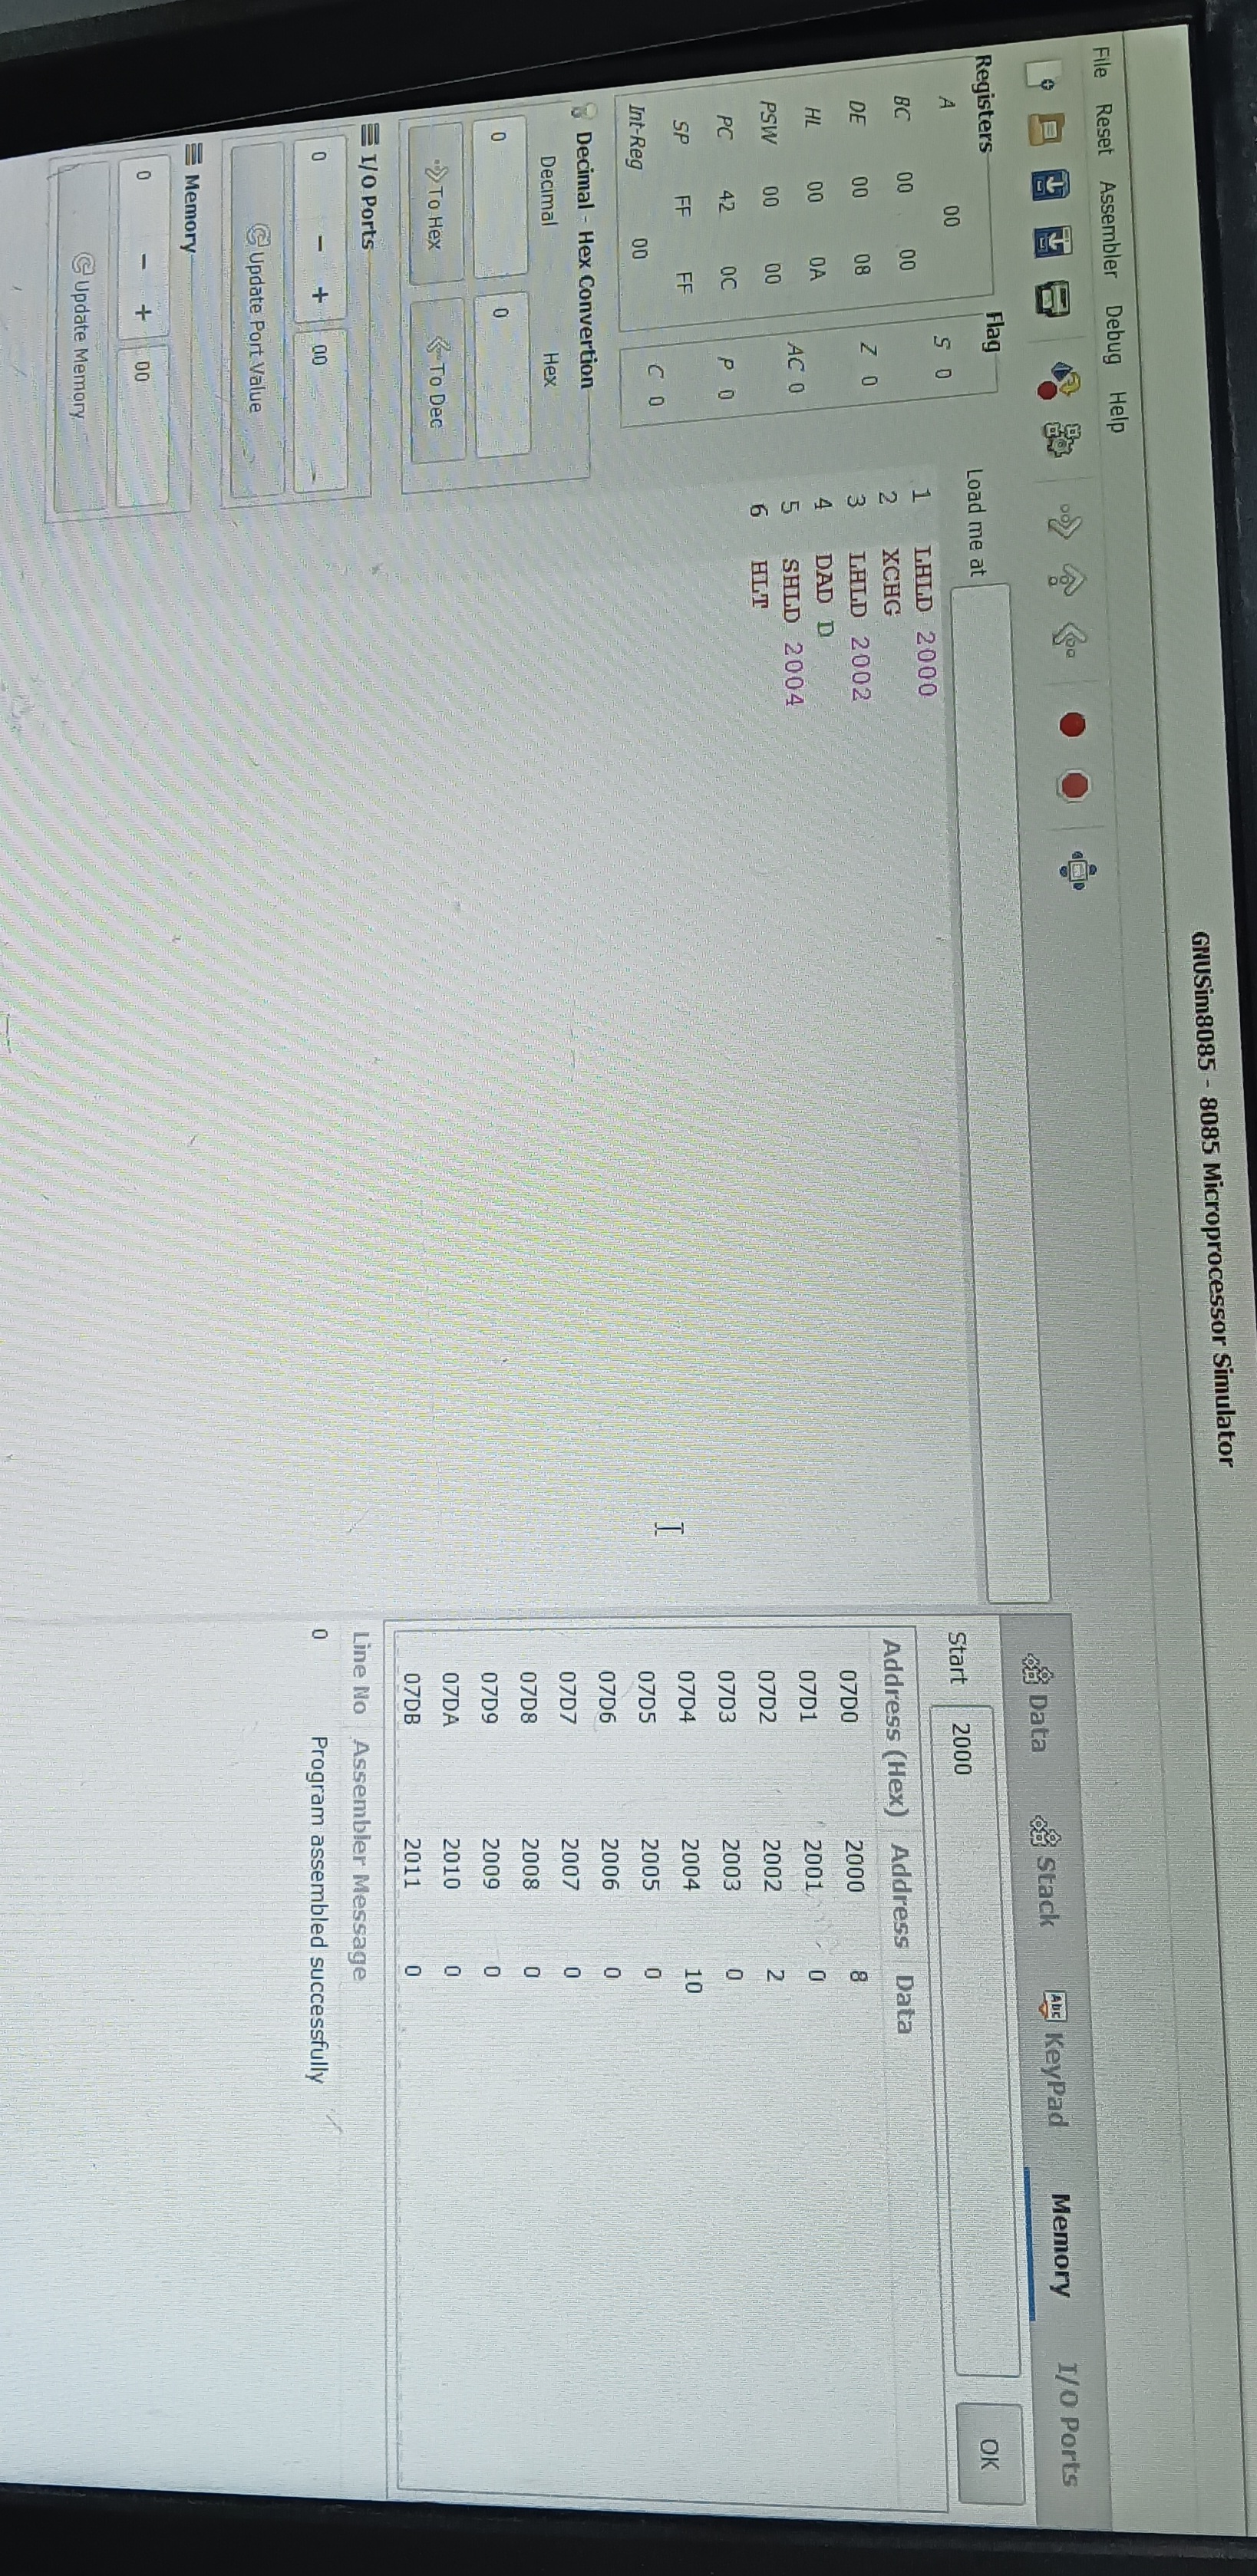 GNUSim8085 - 8085 Microprocessor Simulator
File Reset Assembler Debug Help
Registers
A 00
BC 00 00
DE 00 08
HL 00 0A
PSW 00 00
PC 42 0C
SP FF FF
Int-Reg 00
Flag
S 0
Z 0
AC 0
P 0
C 0
Decimal - Hex Convertion
Decimal Hex
0 0
To Hex To Dec
I/O Ports
0 - + 00
Update Port Value
Memory
0 - + 00
Update Memory
Load me at
1 LHLD 2000
2 XCHG
3 LHLD 2002
4 DAD D
5 SHLD 2004
6 HLT
Data Stack Abc KeyPad Memory I/O Ports
Start 2000 OK
Address (Hex) Address Data
07D0 2000 8
07D1 2001 0
07D2 2002 2
07D3 2003 0
07D4 2004 10
07D5 2005 0
07D6 2006 0
07D7 2007 0
07D8 2008 0
07D9 2009 0
07DA 2010 0
07DB 2011 0
Line No Assembler Message
0 Program assembled successfully